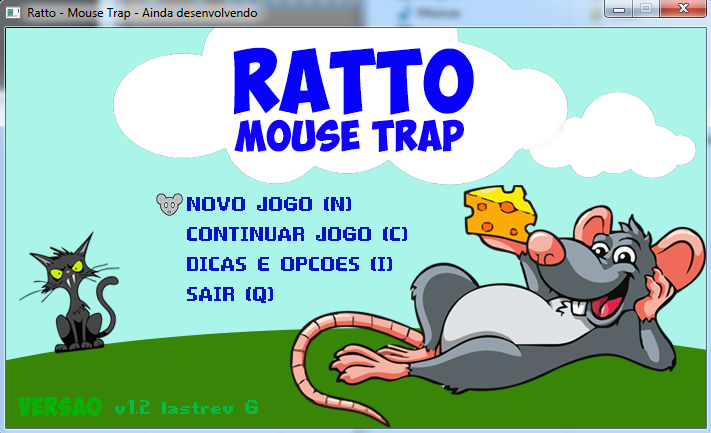 Ratto - Mouse Trap - Ainda desenvolvendo
RATTO
MOUSE TRAP
NOVO JOGO (N)
CONTINUAR JOGO (C)
DICAS E OPCOES (I)
SAIR (Q)
VERSAO v1.2 lastrev G